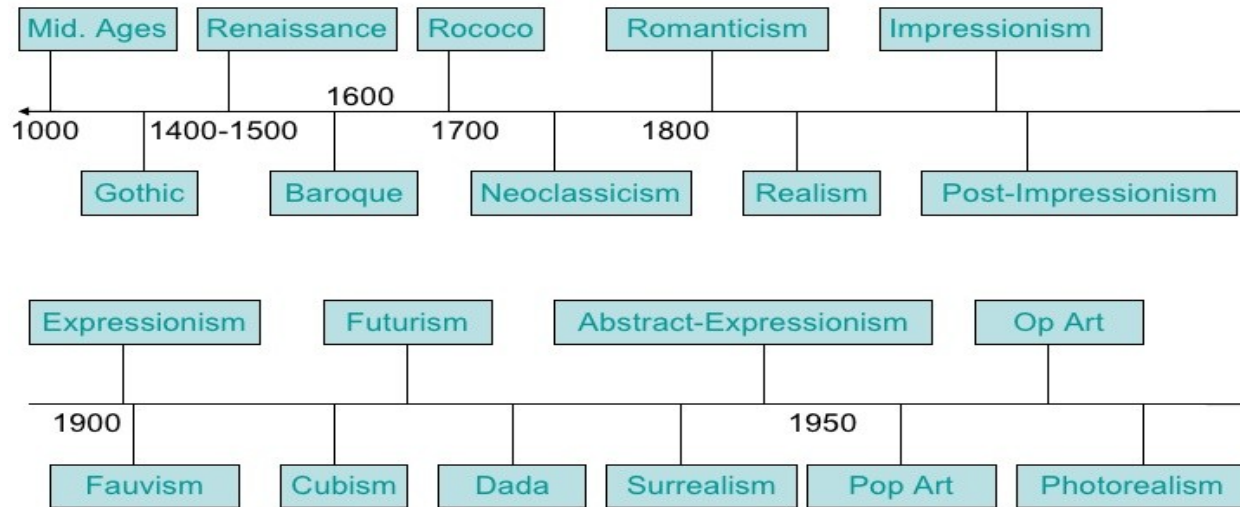 Mid. Ages Renaissance Rococo Romanticism Impressionism
1600
1000 1400-1500 1700 1800
Gothic Baroque Neoclassicism Realism Post-Impressionism
Expressionism Futurism Abstract-Expressionism Op Art
1900 1950
Fauvism Cubism Dada Surrealism Pop Art Photorealism